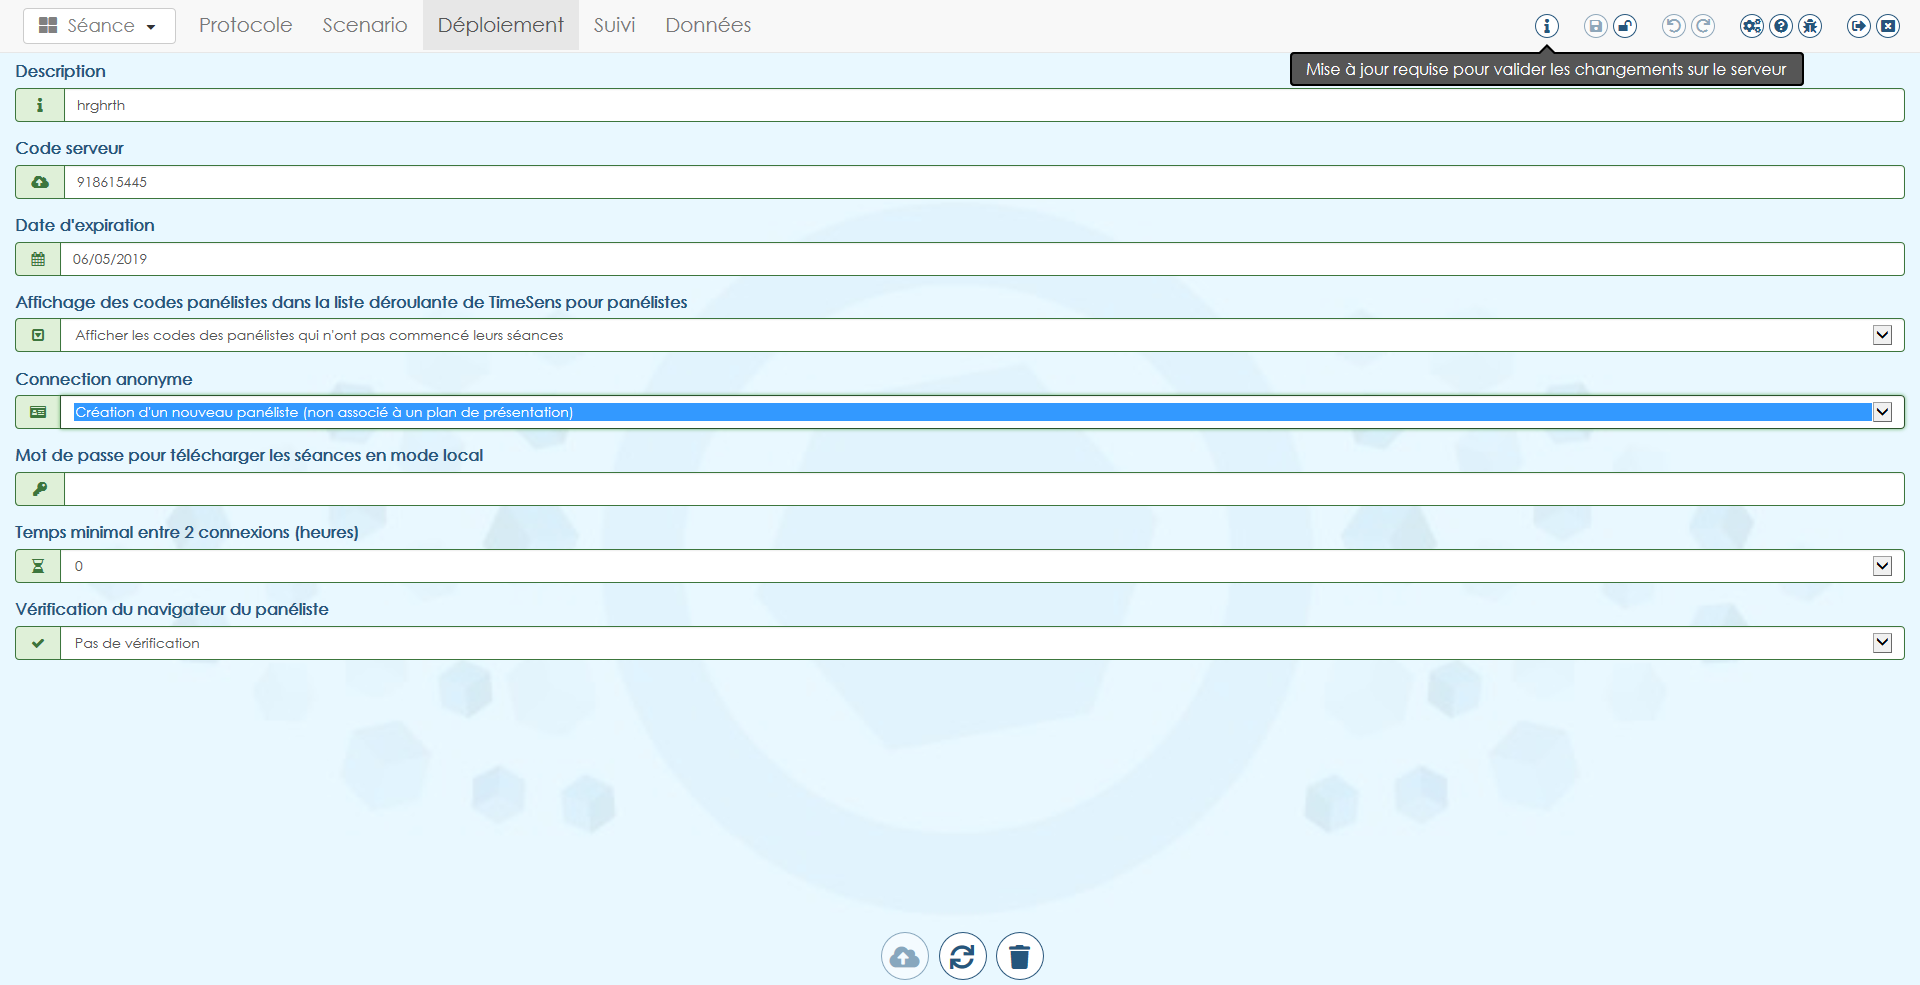 Séance
Protocole
Scenario
Déploiement
Suivi
Données
Mise à jour requise pour valider les changements sur le serveur
Description
hrghrth
Code serveur
918615445
Date d'expiration
06/05/2019
Affichage des codes panélistes dans la liste déroulante de TimeSens pour panélistes
Afficher les codes des panélistes qui n'ont pas commencé leurs séances
Connection anonyme
Création d'un nouveau panéliste (non associé à un plan de présentation)
Mot de passe pour télécharger les séances en mode local
Temps minimal entre 2 connexions (heures)
0
Vérification du navigateur du panéliste
Pas de vérification